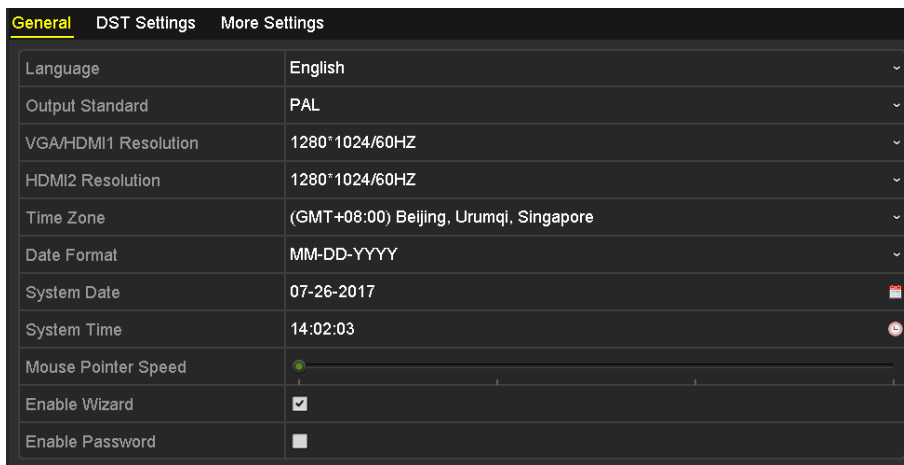 General DST Settings More Settings
Language English
Output Standard PAL
VGA/HDMI1 Resolution 1280*1024/60HZ
HDMI2 Resolution 1280*1024/60HZ
Time Zone (GMT+08:00) Beijing, Urumqi, Singapore
Date Format MM-DD-YYYY
System Date 07-26-2017
System Time 14:02:03
Mouse Pointer Speed
Enable Wizard
Enable Password